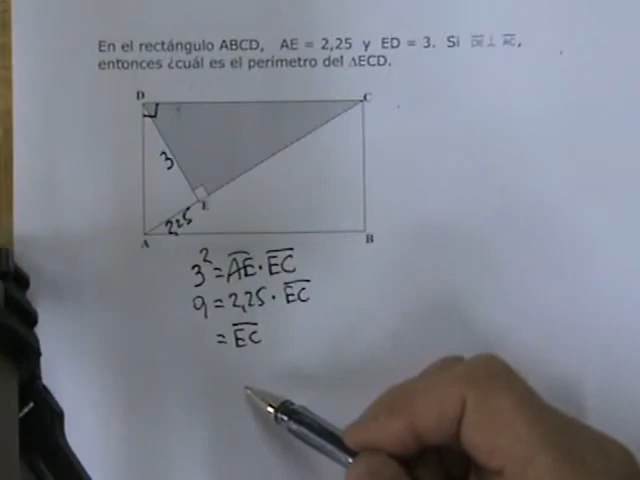 En el rectángulo ABCD, AE = 2,25 y ED = 3. Si DE ⊥ AC,
entonces ¿cuál es el perímetro del ΔECD.
D
C
3
E
2,25
A
B
3² = AE · EC
9 = 2,25 · EC
= EC